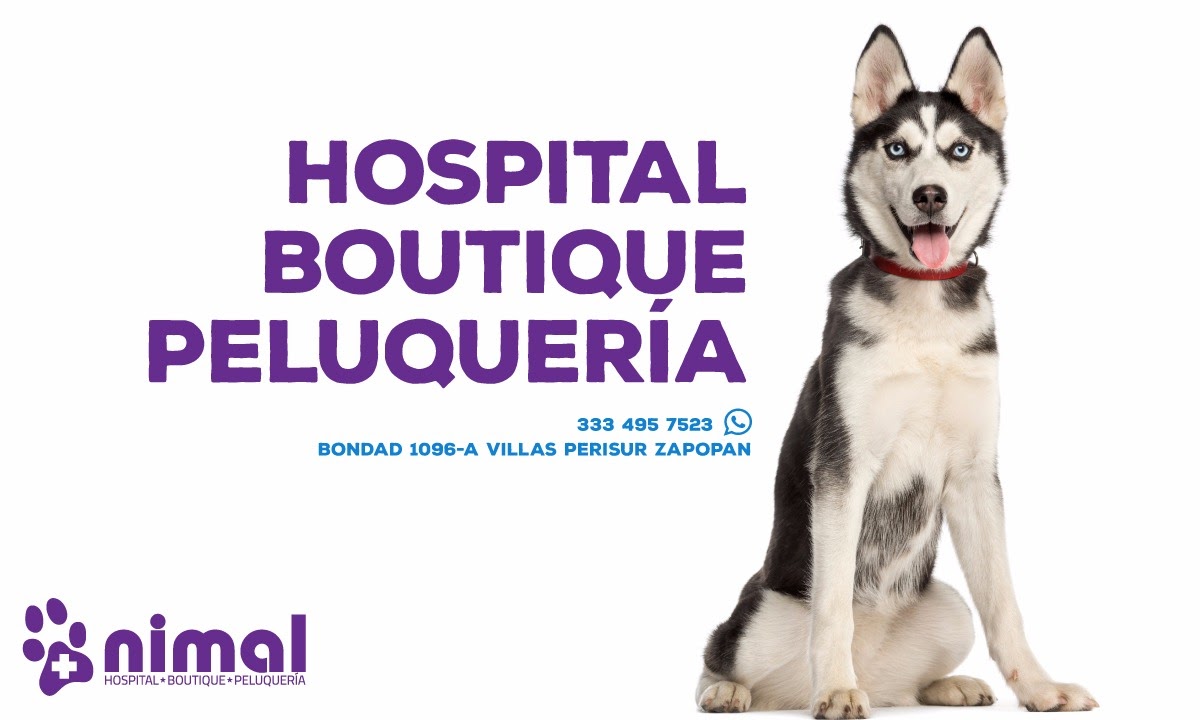 HOSPITAL
BOUTIQUE
PELUQUERÍA
333 495 7523
BONDAD 1096-A VILLAS PERISUR ZAPOPAN
nimal
HOSPITAL★BOUTIQUE★PELUQUERÍA